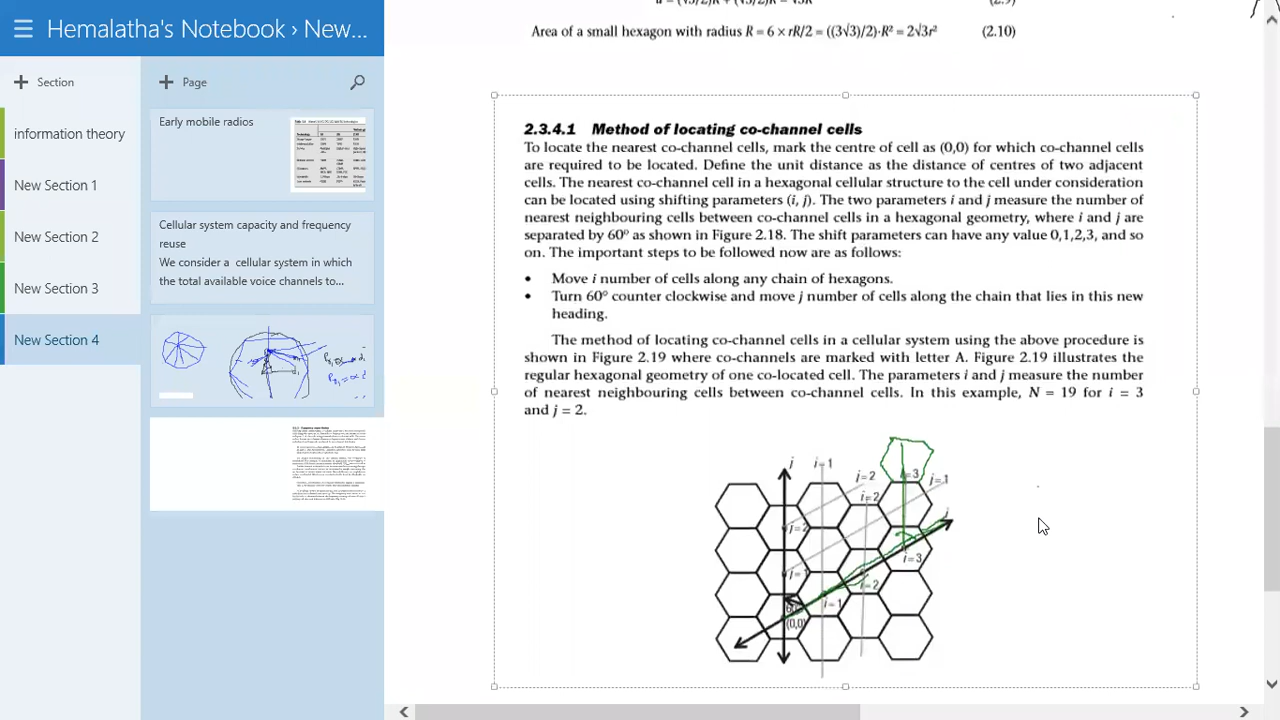 Hemalatha's Notebook › New...
Section
information theory
New Section 1
New Section 2
New Section 3
New Section 4
Page
Early mobile radios
Cellular system capacity and frequency
reuse
We consider a cellular system in which
the total available voice channels to...
Area of a small hexagon with radius R = 6 × rR/2 = ((3√3)/2)·R² = 2√3r² (2.10)
2.3.4.1 Method of locating co-channel cells
To locate the nearest co-channel cells, mark the centre of cell as (0,0) for which co-channel cells
are required to be located. Define the unit distance as the distance of centres of two adjacent
cells. The nearest co-channel cell in a hexagonal cellular structure to the cell under consideration
can be located using shifting parameters (i, j). The two parameters i and j measure the number of
nearest neighbouring cells between co-channel cells in a hexagonal geometry, where i and j are
separated by 60° as shown in Figure 2.18. The shift parameters can have any value 0,1,2,3, and so
on. The important steps to be followed now are as follows:
• Move i number of cells along any chain of hexagons.
• Turn 60° counter clockwise and move j number of cells along the chain that lies in this new
heading.
The method of locating co-channel cells in a cellular system using the above procedure is
shown in Figure 2.19 where co-channels are marked with letter A. Figure 2.19 illustrates the
regular hexagonal geometry of one co-located cell. The parameters i and j measure the number
of nearest neighbouring cells between co-channel cells. In this example, N = 19 for i = 3
and j = 2.
i=1
j=2
i=3
j=1
i=2
j=2
i=3
j=1
i=2
i=1
(0,0)